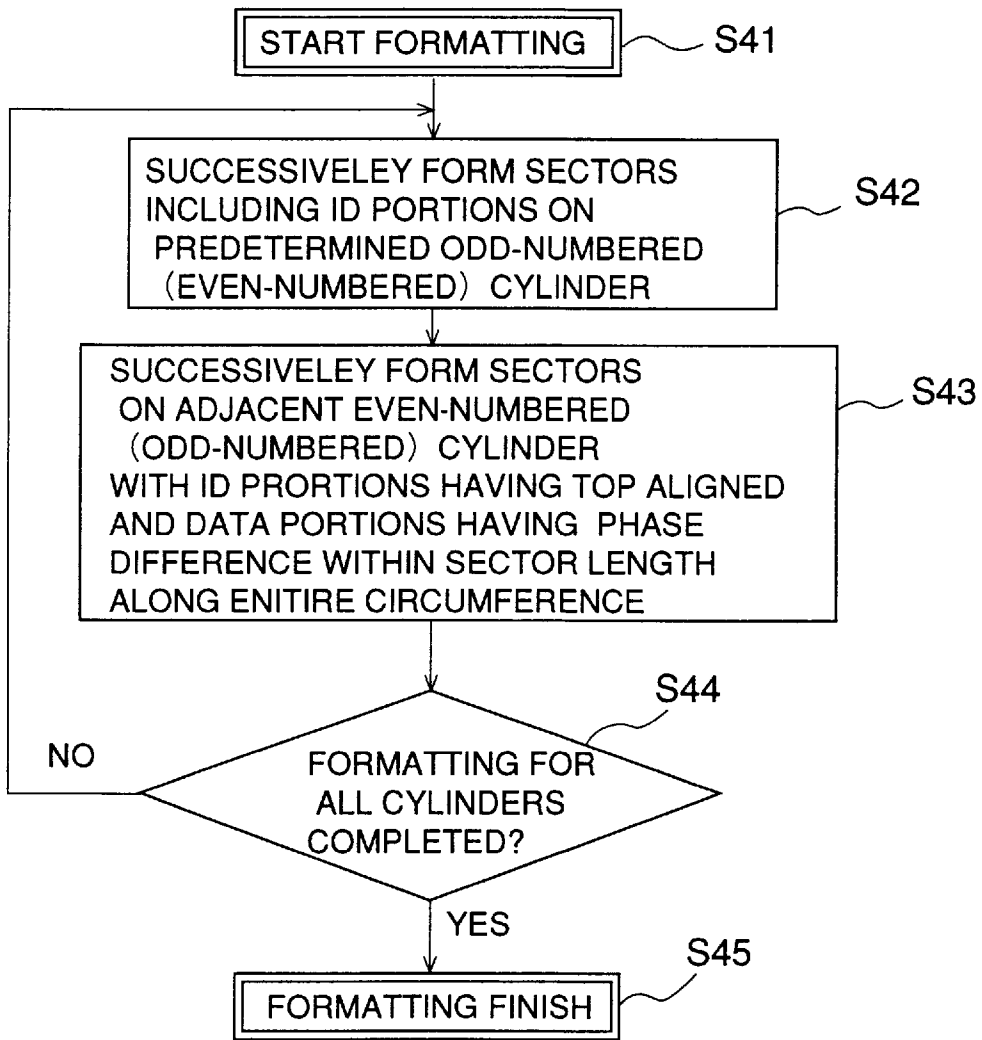 START FORMATTING
S41
SUCCESSIVELEY FORM SECTORS
INCLUDING ID PORTIONS ON
PREDETERMINED ODD-NUMBERED
(EVEN-NUMBERED) CYLINDER
S42
SUCCESSIVELEY FORM SECTORS
ON ADJACENT EVEN-NUMBERED
(ODD-NUMBERED) CYLINDER
WITH ID PRORTIONS HAVING TOP ALIGNED
AND DATA PORTIONS HAVING PHASE
DIFFERENCE WITHIN SECTOR LENGTH
ALONG ENITIRE CIRCUMFERENCE
S43
S44
NO
FORMATTING FOR
ALL CYLINDERS
COMPLETED?
YES
S45
FORMATTING FINISH